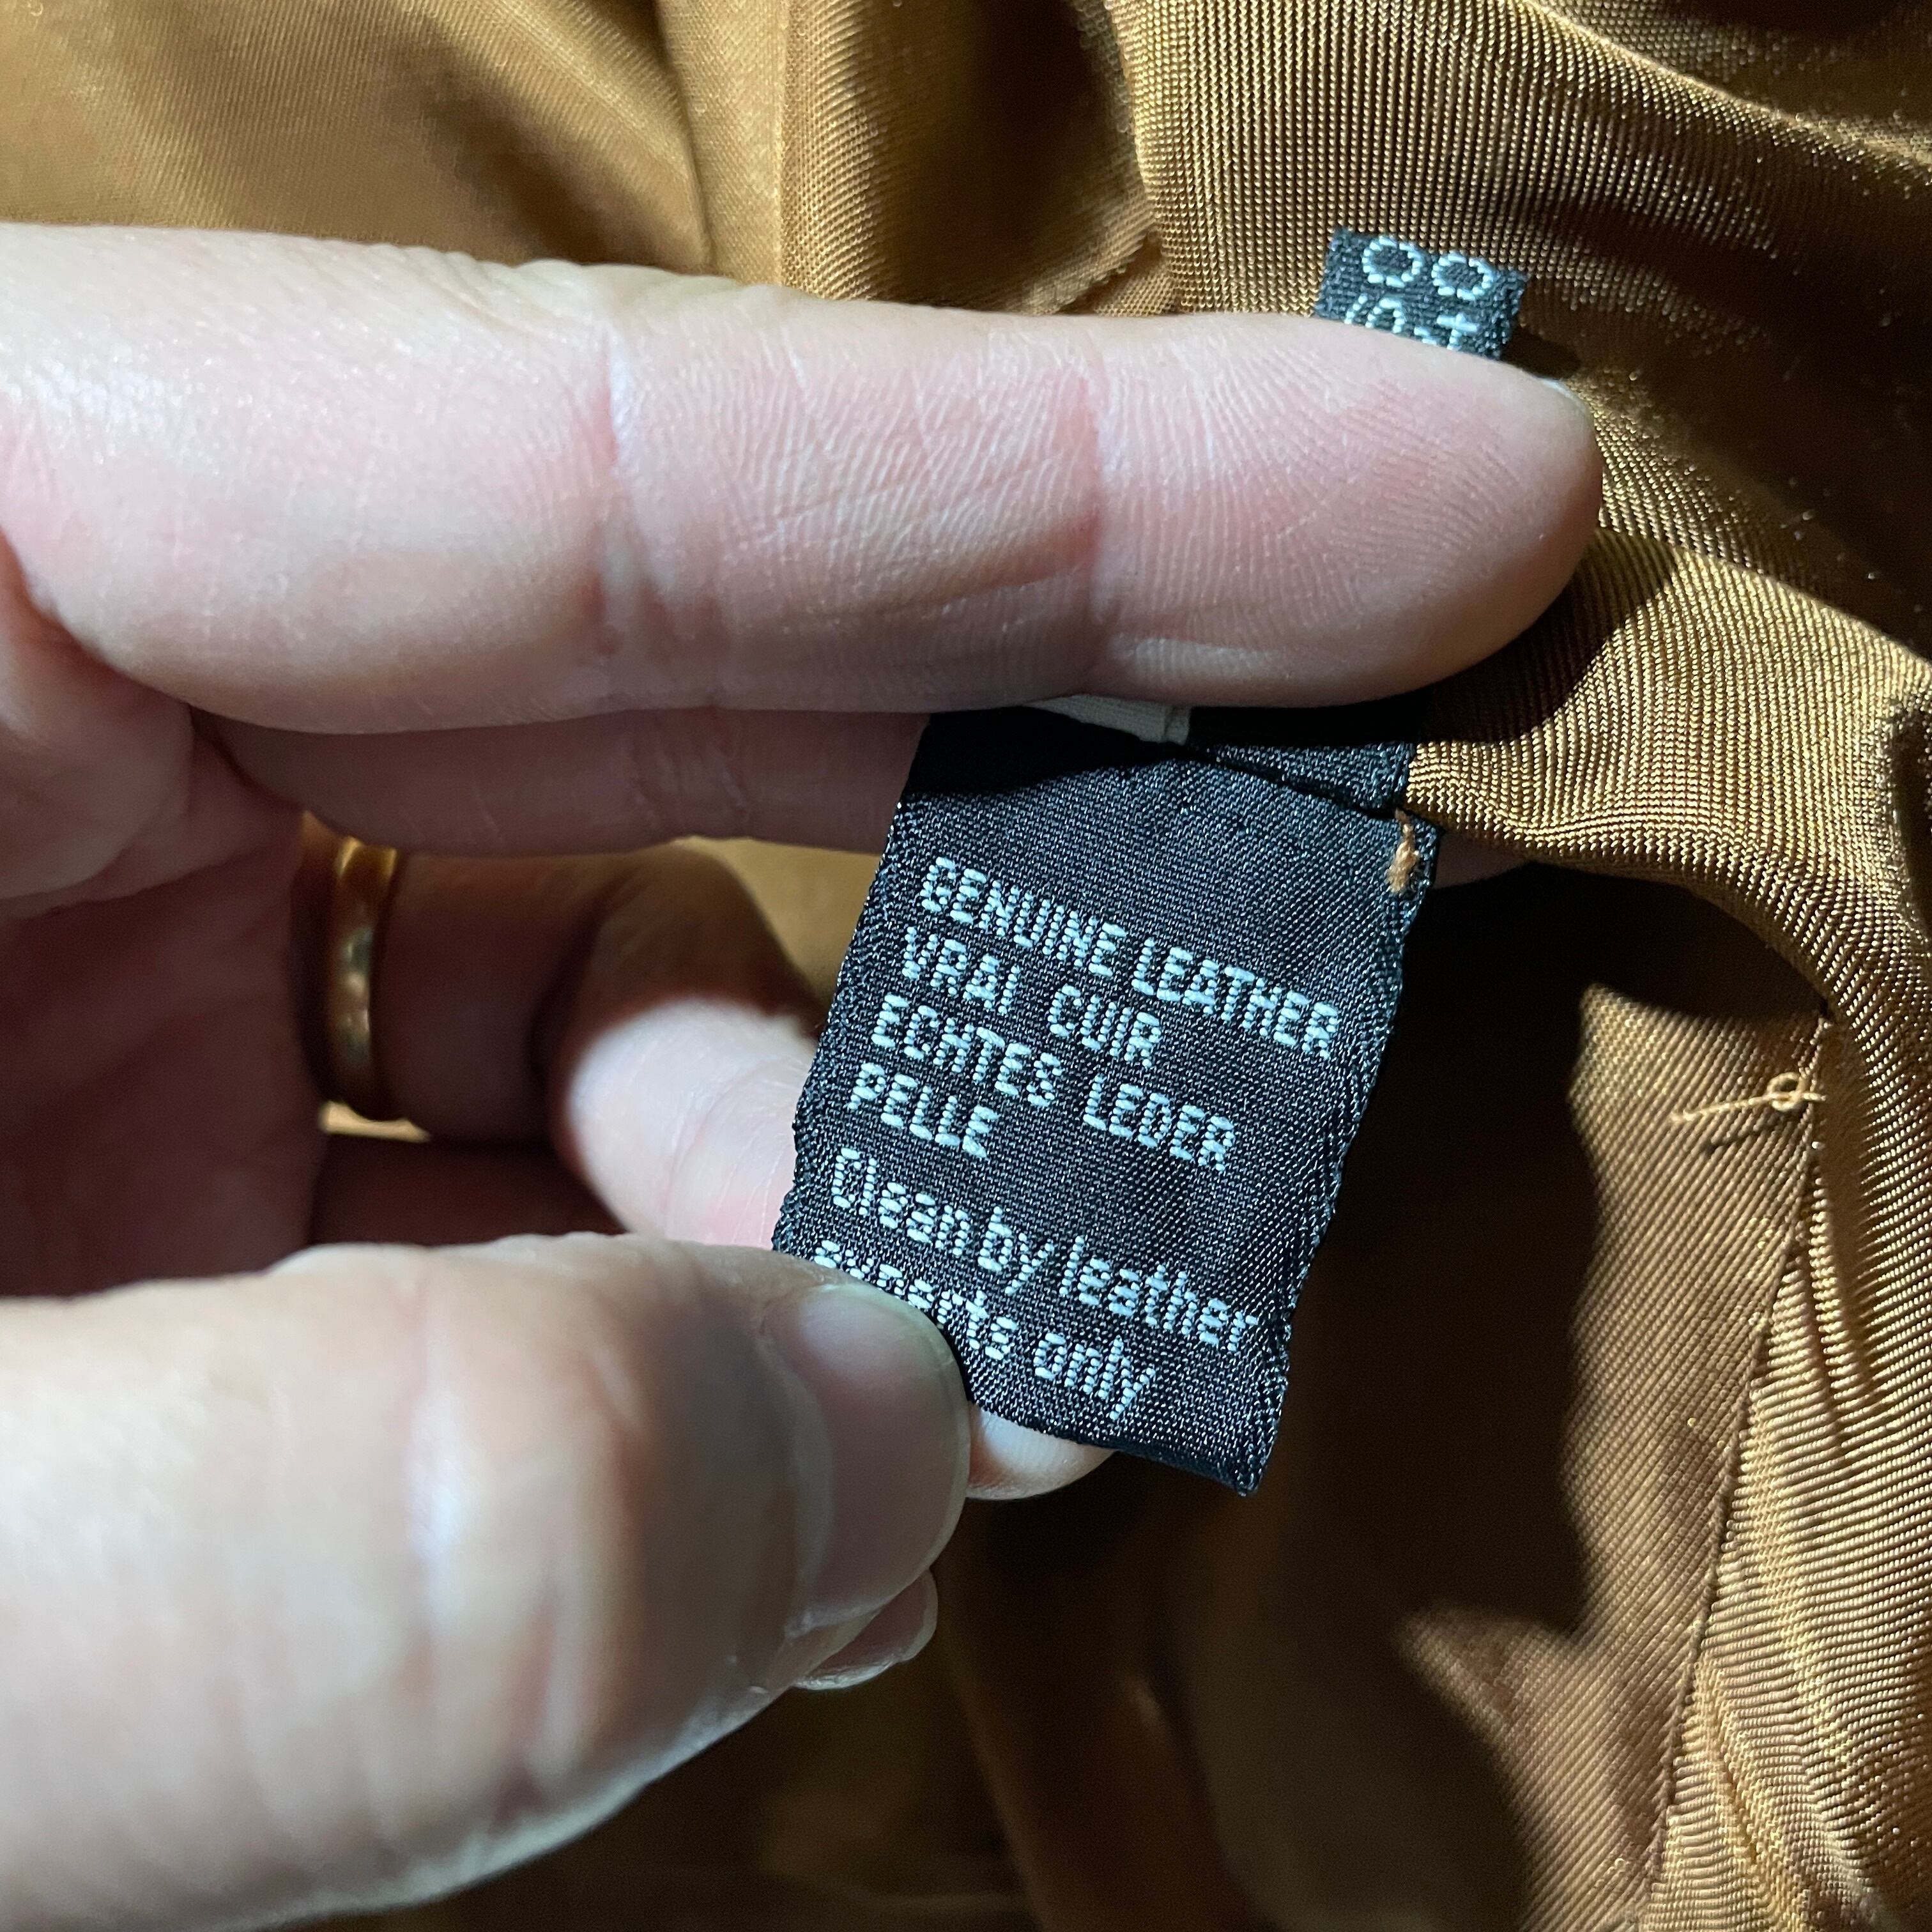 GENUINE LEATHER
VRAI CUIR
ECHTES LEDER
PELLE
Clean by leather
experts only